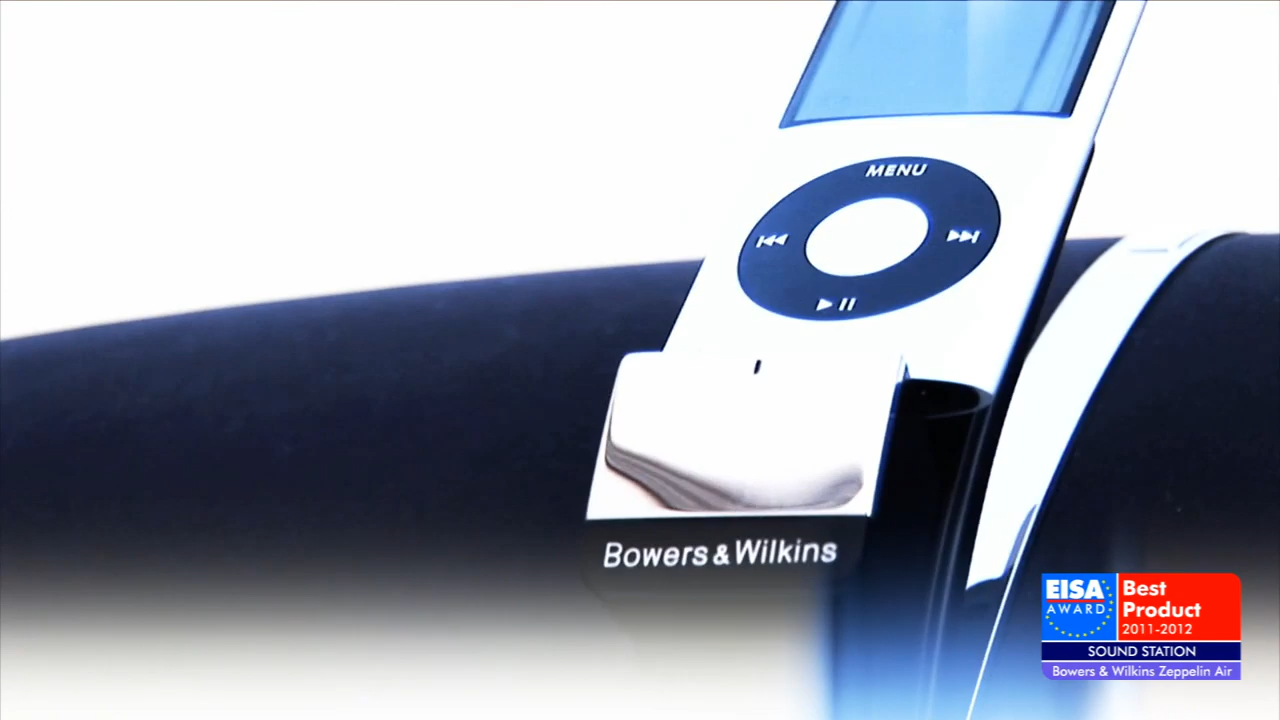 MENU
Bowers & Wilkins
EISA
AWARD
Best
Product
2011-2012
SOUND STATION
Bowers & Wilkins Zeppelin Air